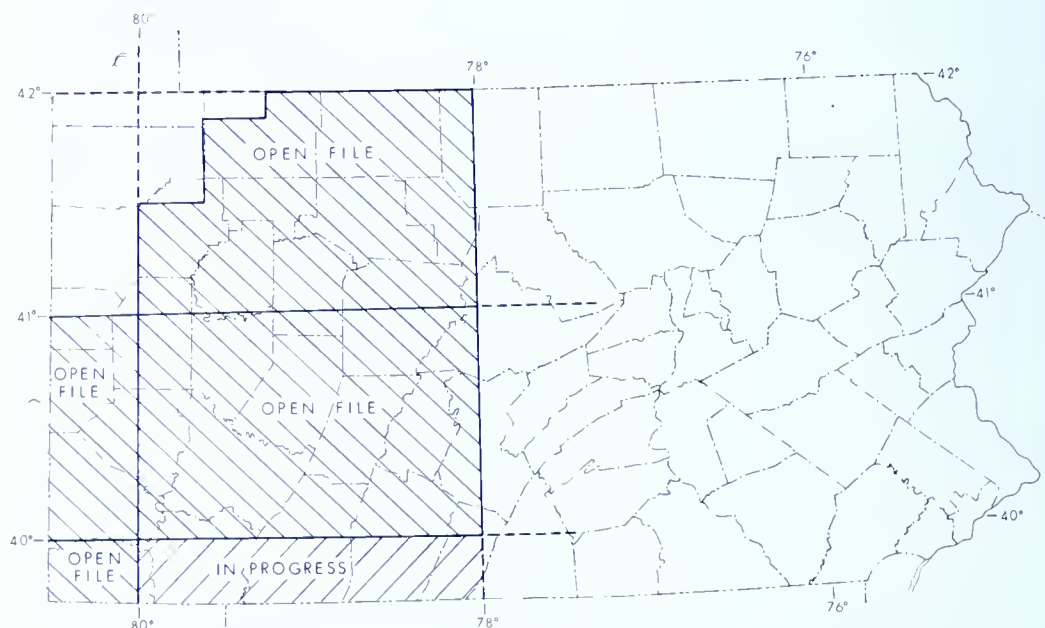 80°
78°
76°
42°
42°
OPEN FILE
41°
41°
OPEN
FILE
OPEN FILE
40°
40°
OPEN
FILE
IN PROGRESS
80°
78°
76°